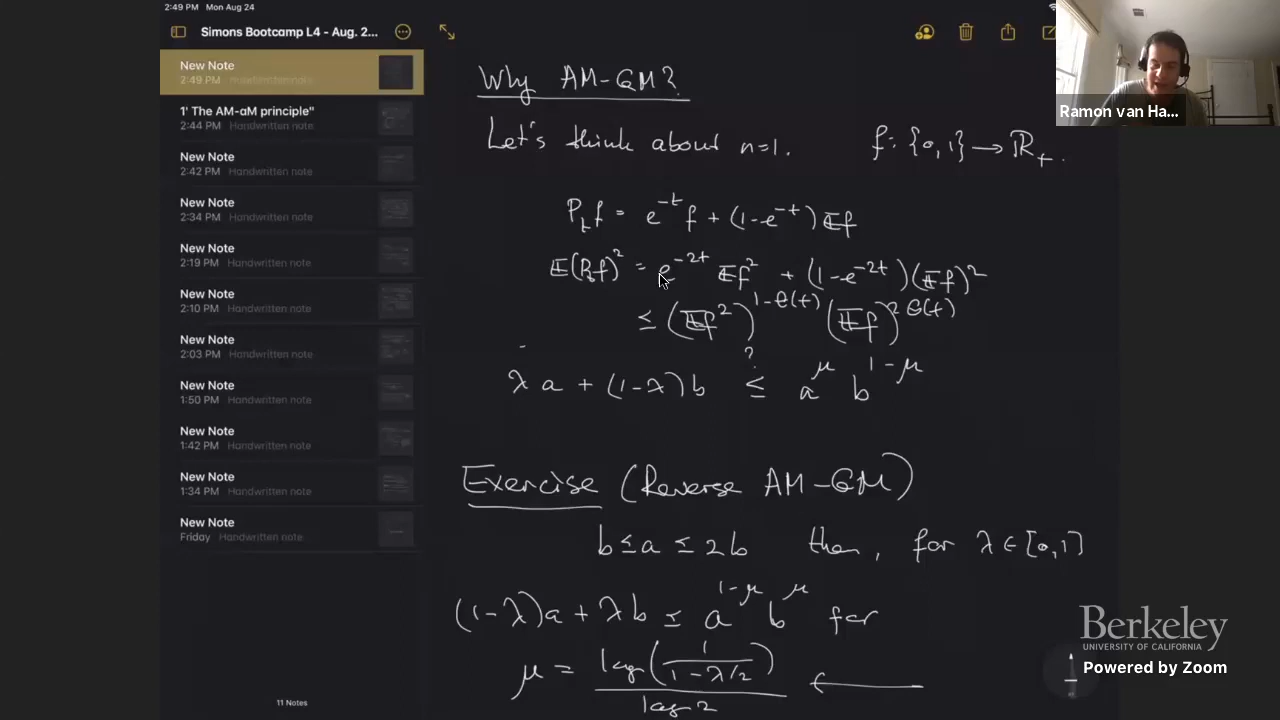 2:49 PM Mon Aug 24
Simons Bootcamp L4 - Aug. 2...
New Note
2:49 PM Handwritten note
1' The AM-aM principle"
2:44 PM Handwritten note
New Note
2:42 PM Handwritten note
New Note
2:34 PM Handwritten note
New Note
2:19 PM Handwritten note
New Note
2:10 PM Handwritten note
New Note
2:03 PM Handwritten note
New Note
1:50 PM Handwritten note
New Note
1:42 PM Handwritten note
New Note
1:34 PM Handwritten note
New Note
Friday Handwritten note
11 Notes
Why AM-GM?
Let's think about n=1. f: {0,1} → ℝ₊.
P_t f = e^{-t} f + (1-e^{-t}) 𝔼f
𝔼(P_t f)² = e^{-2t} 𝔼f² + (1-e^{-2t})(𝔼f)²
≤ (𝔼f²)^{1-θ(t)} (𝔼f)^{2θ(t)}
λa + (1-λ)b ≤? a^μ b^{1-μ}
Exercise (Reverse AM-GM)
b ≤ a ≤ 2b then, for λ ∈ [0,1]
(1-λ)a + λb ≤ a^{1-μ} b^μ for
μ = log(1/(1-λ/2)) / log 2 ←
Ramon van Ha...
Berkeley
UNIVERSITY OF CALIFORNIA
Powered by Zoom